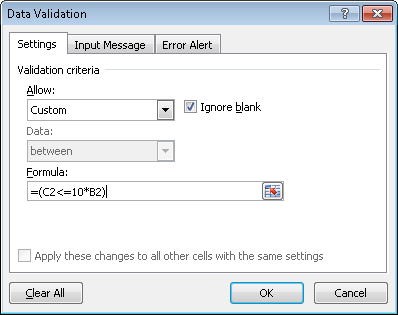 Data Validation
Settings Input Message Error Alert
Validation criteria
Allow:
Custom Ignore blank
Data:
between
Formula:
=(C2<=10*B2)
Apply these changes to all other cells with the same settings
Clear All OK Cancel